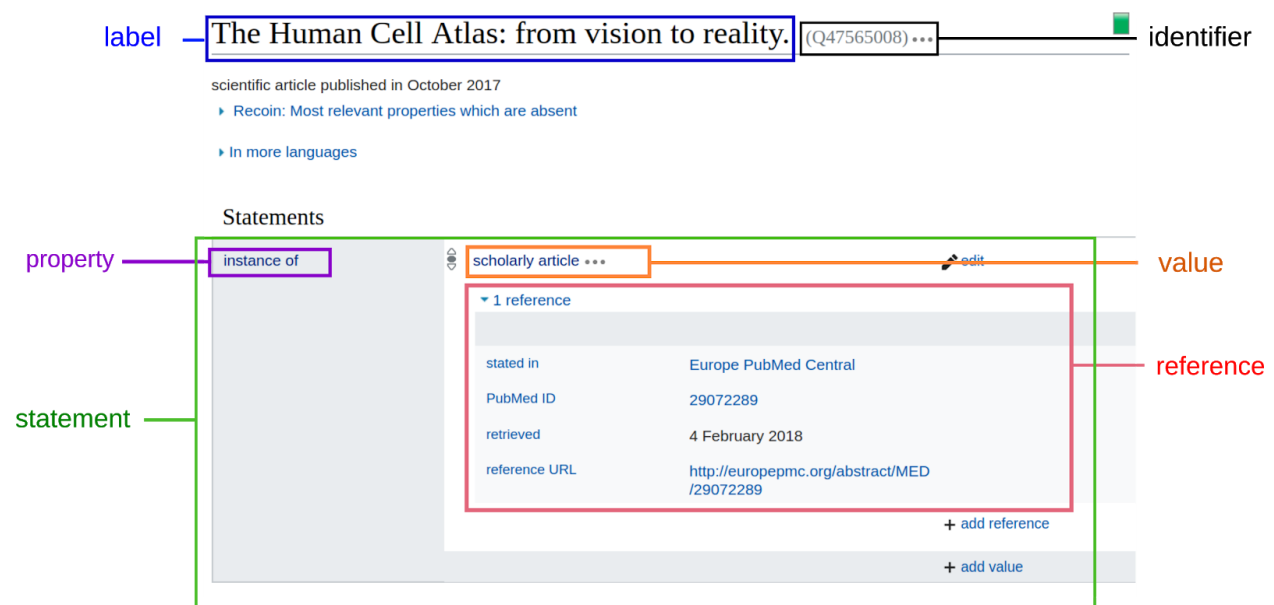 label
The Human Cell Atlas: from vision to reality. (Q47565008)
identifier
scientific article published in October 2017
Recoin: Most relevant properties which are absent
In more languages
Statements
property
instance of
scholarly article
edit
value
1 reference
stated in Europe PubMed Central
reference
PubMed ID 29072289
statement
retrieved 4 February 2018
reference URL http://europepmc.org/abstract/MED
/29072289
+ add reference
+ add value